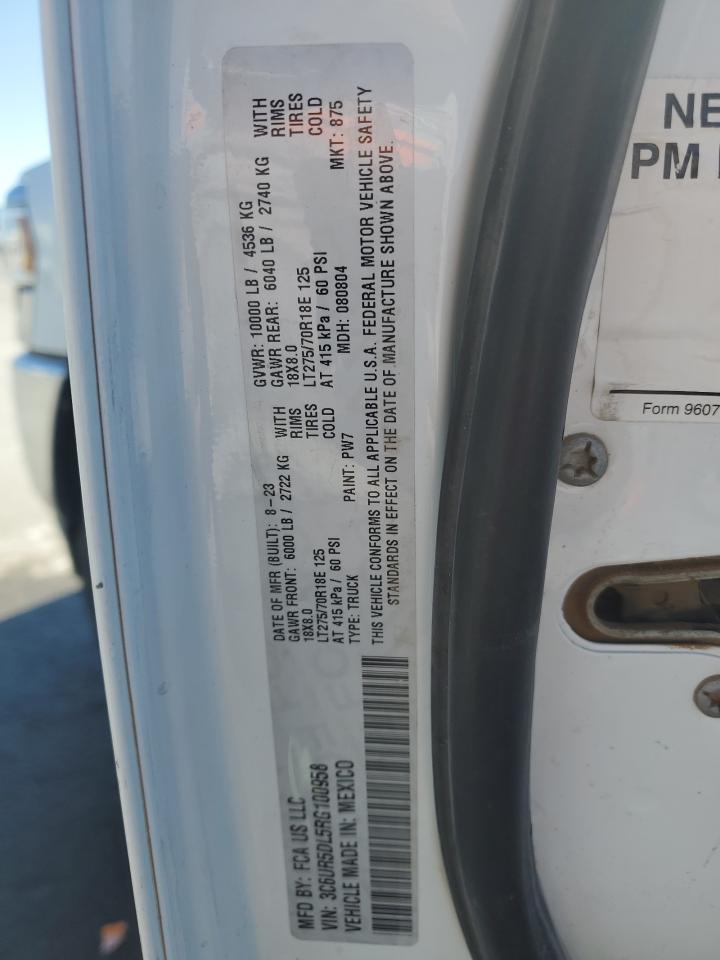 MFD BY: FCA US LLC
DATE OF MFR (BUILT): 8-23
GVWR: 10000 LB / 4536 KG
VIN: 3C6UR5DL5RG100958
GAWR FRONT: 6000 LB / 2722 KG
WITH
GAWR REAR: 6040 LB / 2740 KG
WITH
18X8.0
RIMS
18X8.0
RIMS
LT275/70R18E 125
TIRES
LT275/70R18E 125
TIRES
AT 415 kPa / 60 PSI
COLD
AT 415 kPa / 60 PSI
COLD
VEHICLE MADE IN: MEXICO
TYPE: TRUCK
PAINT: PW7
MDH: 080804
MKT: 875
THIS VEHICLE CONFORMS TO ALL APPLICABLE U.S.A. FEDERAL MOTOR VEHICLE SAFETY
STANDARDS IN EFFECT ON THE DATE OF MANUFACTURE SHOWN ABOVE.
PM
Form 9607